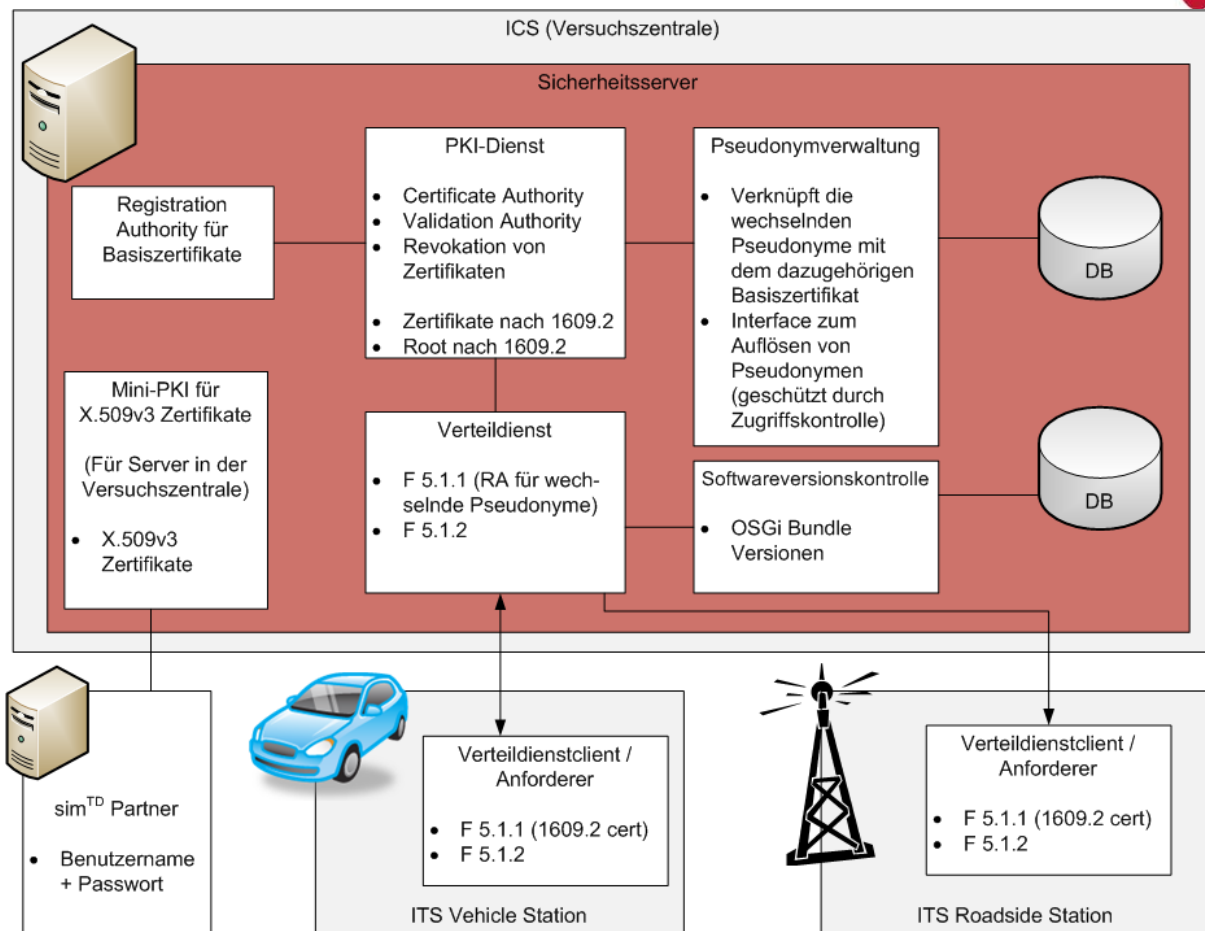 ICS (Versuchszentrale)
Sicherheitsserver
Registration
Authority für
Basiszertifikate
PKI-Dienst
• Certificate Authority
• Validation Authority
• Revokation von
Zertifikaten
• Zertifikate nach 1609.2
• Root nach 1609.2
Pseudonymverwaltung
• Verknüpft die
wechselnden
Pseudonyme mit
dem dazugehörigen
Basiszertifikat
• Interface zum
Auflösen von
Pseudonymen
(geschützt durch
Zugriffskontrolle)
DB
Mini-PKI für
X.509v3 Zertifikate
(Für Server in der
Versuchszentrale)
• X.509v3
Zertifikate
Verteildienst
• F 5.1.1 (RA für wech-
selnde Pseudonyme)
• F 5.1.2
Softwareversionskontrolle
• OSGi Bundle
Versionen
DB
sim^TD Partner
• Benutzername
+ Passwort
Verteildienstclient /
Anforderer
• F 5.1.1 (1609.2 cert)
• F 5.1.2
ITS Vehicle Station
Verteildienstclient /
Anforderer
• F 5.1.1 (1609.2 cert)
• F 5.1.2
ITS Roadside Station